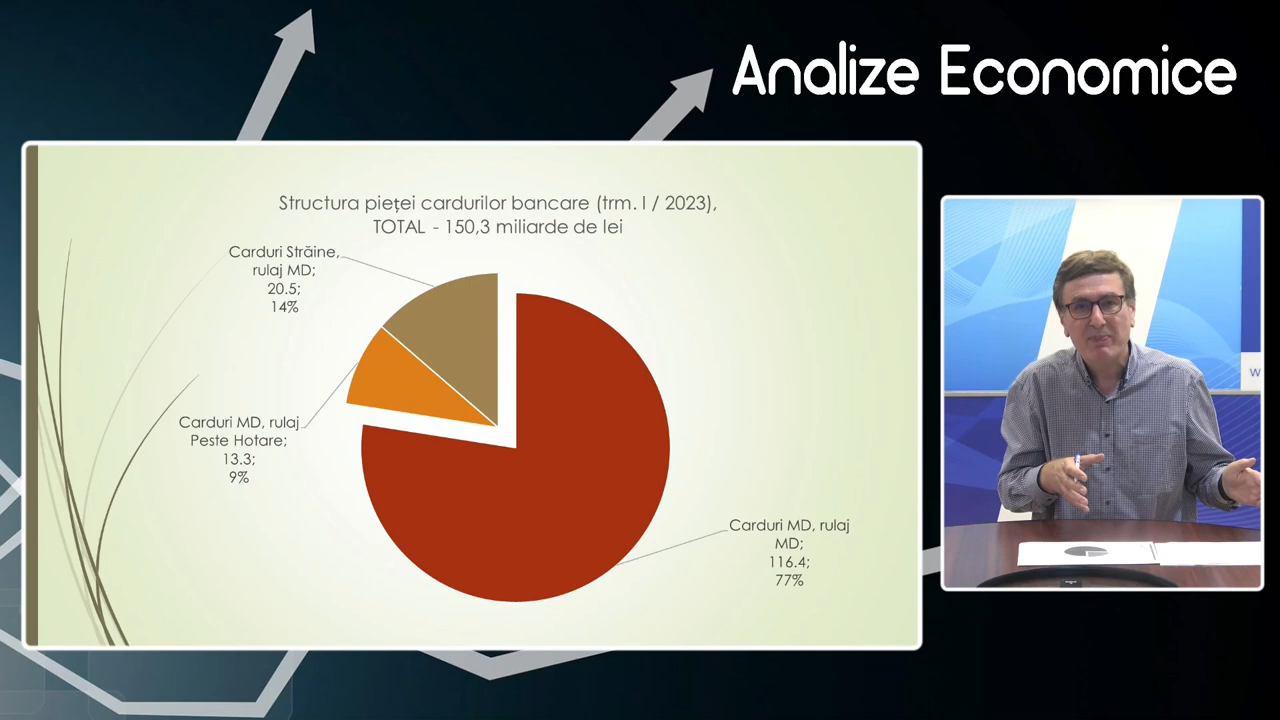 Analize Economice
Structura pieței cardurilor bancare (trm. I / 2023),
TOTAL - 150,3 miliarde de lei
Carduri Străine,
rulaj MD;
20.5;
14%
Carduri MD, rulaj
Peste Hotare;
13.3;
9%
Carduri MD, rulaj
MD;
116.4;
77%
W